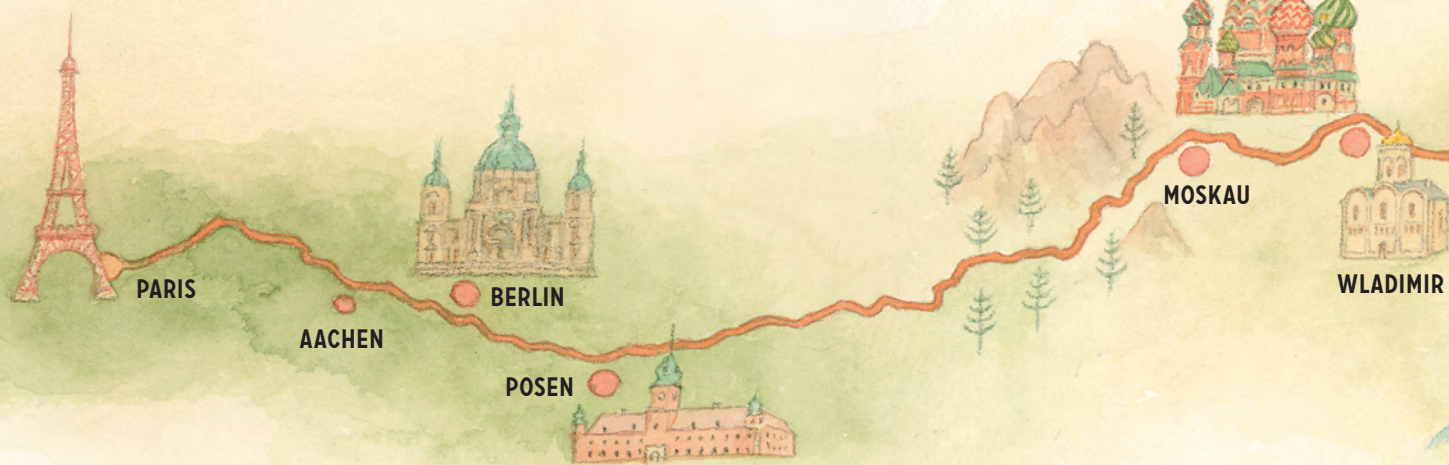 PARIS
AACHEN
BERLIN
POSEN
MOSKAU
WLADIMIR